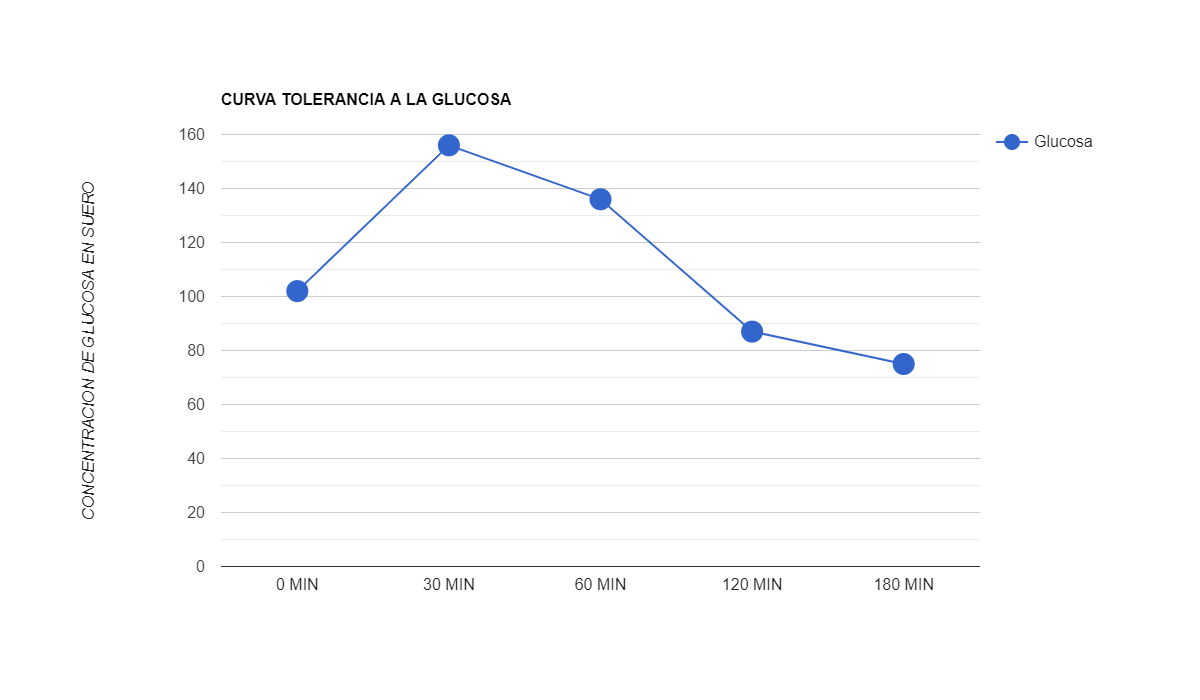 CURVA TOLERANCIA A LA GLUCOSA
Glucosa
CONCENTRACION DE GLUCOSA EN SUERO
160
140
120
100
80
60
40
20
0
0 MIN 30 MIN 60 MIN 120 MIN 180 MIN